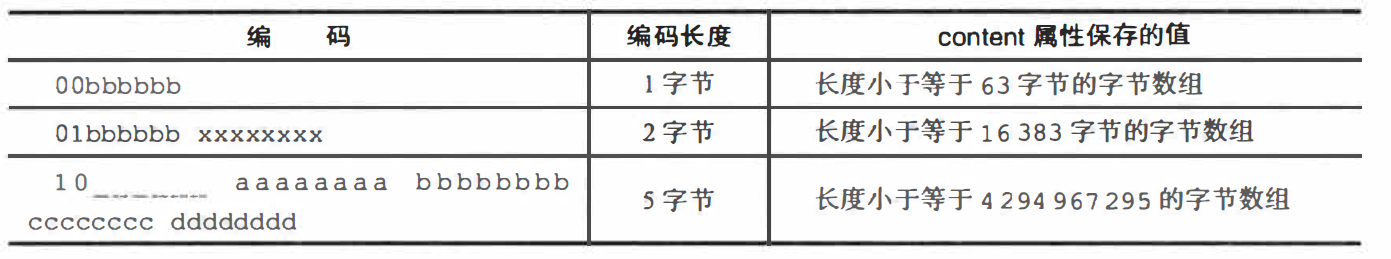 编 码 编码长度 content 属性保存的值
00bbbbbb 1 字节 长度小于等于 63 字节的字节数组
01bbbbbb xxxxxxxx 2 字节 长度小于等于 16 383 字节的字节数组
10______ aaaaaaaa bbbbbbbb
cccccccc dddddddd 5 字节 长度小于等于 4 294 967 295 的字节数组